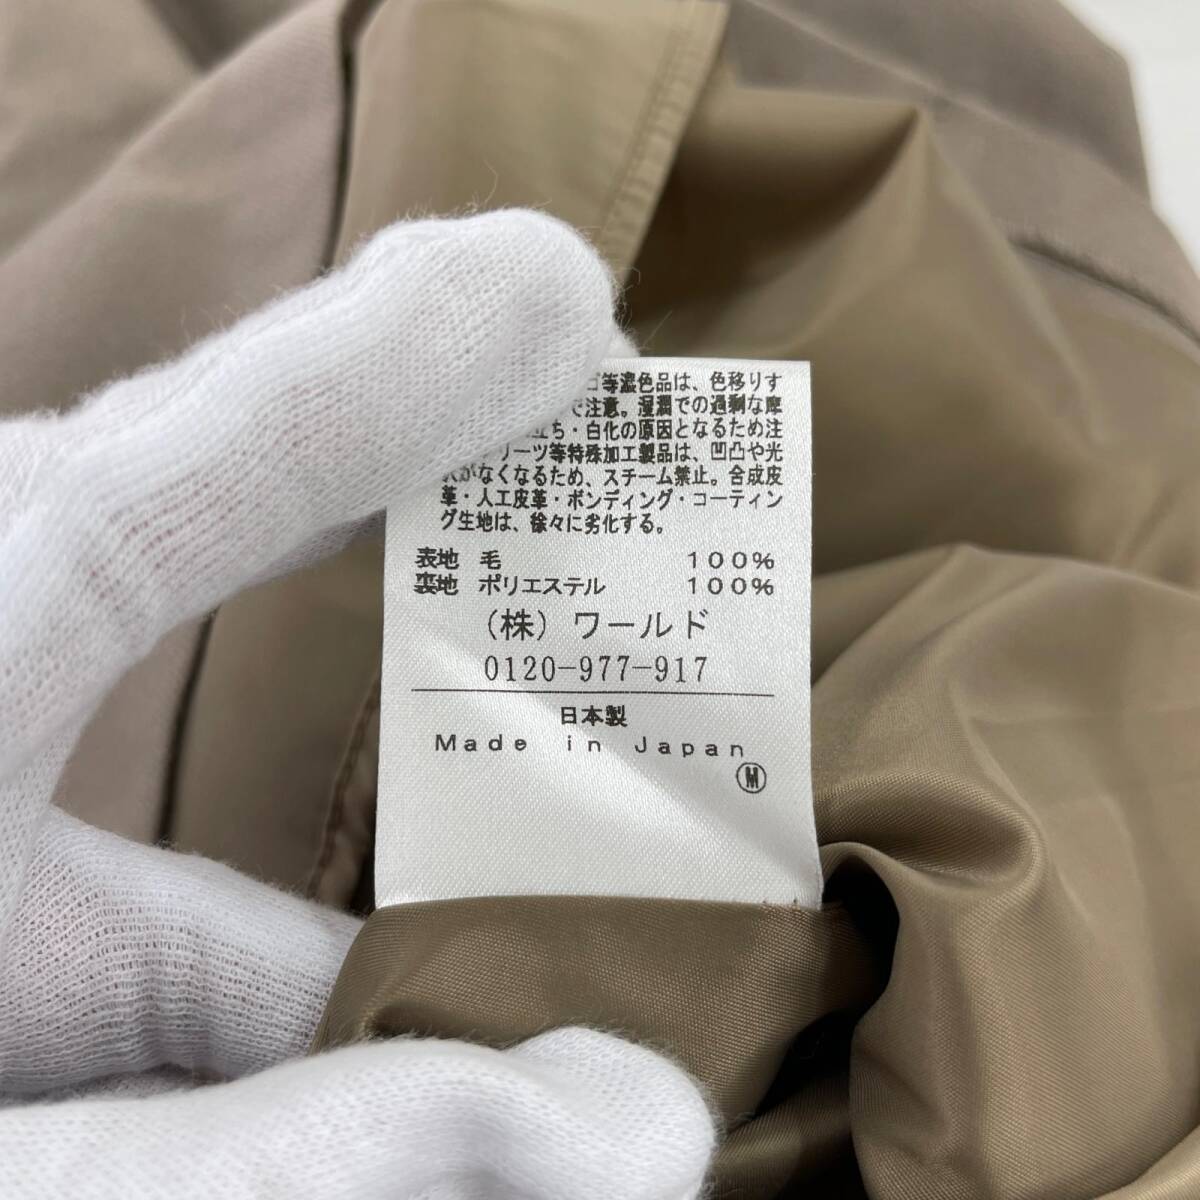 ゴ等濃色品は、色移りす
で注意。湿潤での過剰な摩
立ち・白化の原因となるため注
リーツ等特殊加工製品は、凹凸や光
沢がなくなるため、スチーム禁止。合成皮
革・人工皮革・ボンディング・コーティン
グ生地は、徐々に劣化する。
表地 毛 100%
裏地 ポリエステル 100%
(株)ワールド
0120-977-917
日本製
Made in Japan
Ⓜ